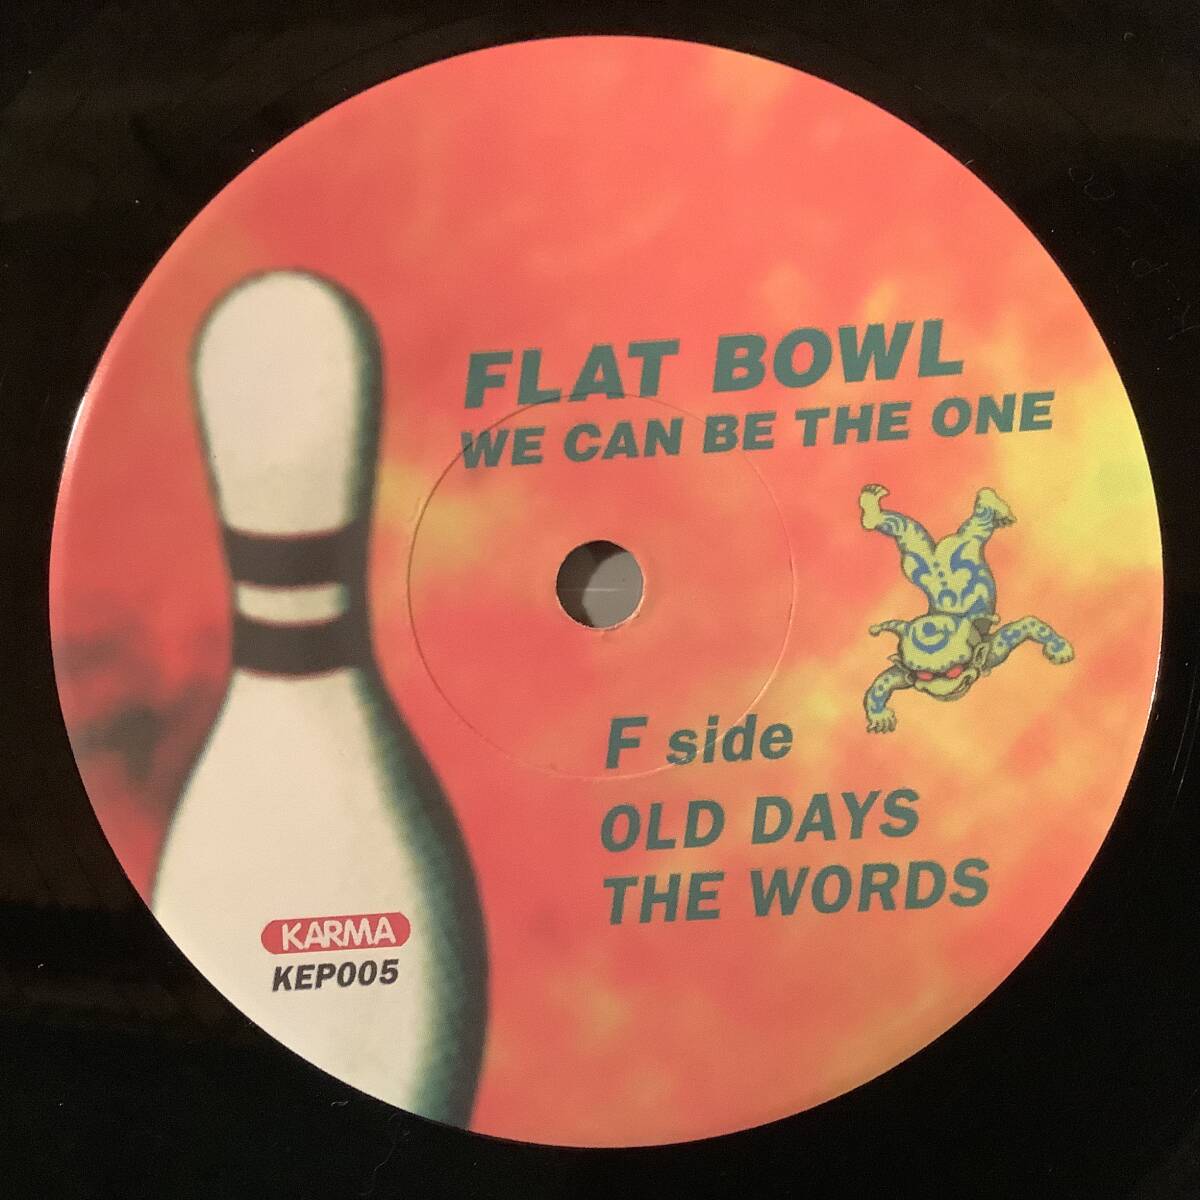 FLAT BOWL
WE CAN BE THE ONE
F side
OLD DAYS
THE WORDS
KARMA
KEP005